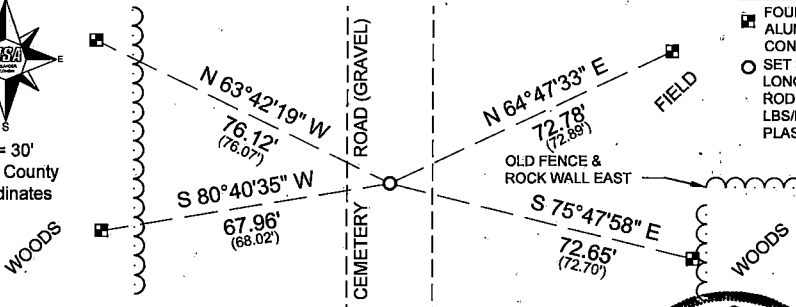 E
S
= 30'
County
dinates
WOODS
N 63°42'19" W
76.12'
(76.07')
S 80°40'35" W
67.96'
(68.02')
CEMETERY ROAD (GRAVEL)
N 64°47'33" E
72.78'
(72.89')
OLD FENCE &
ROCK WALL EAST
S 75°47'58" E
72.65'
(72.70')
FIELD
WOODS
FOU
ALUM
CON
SET
LONG
ROD
LBS/
PLAS